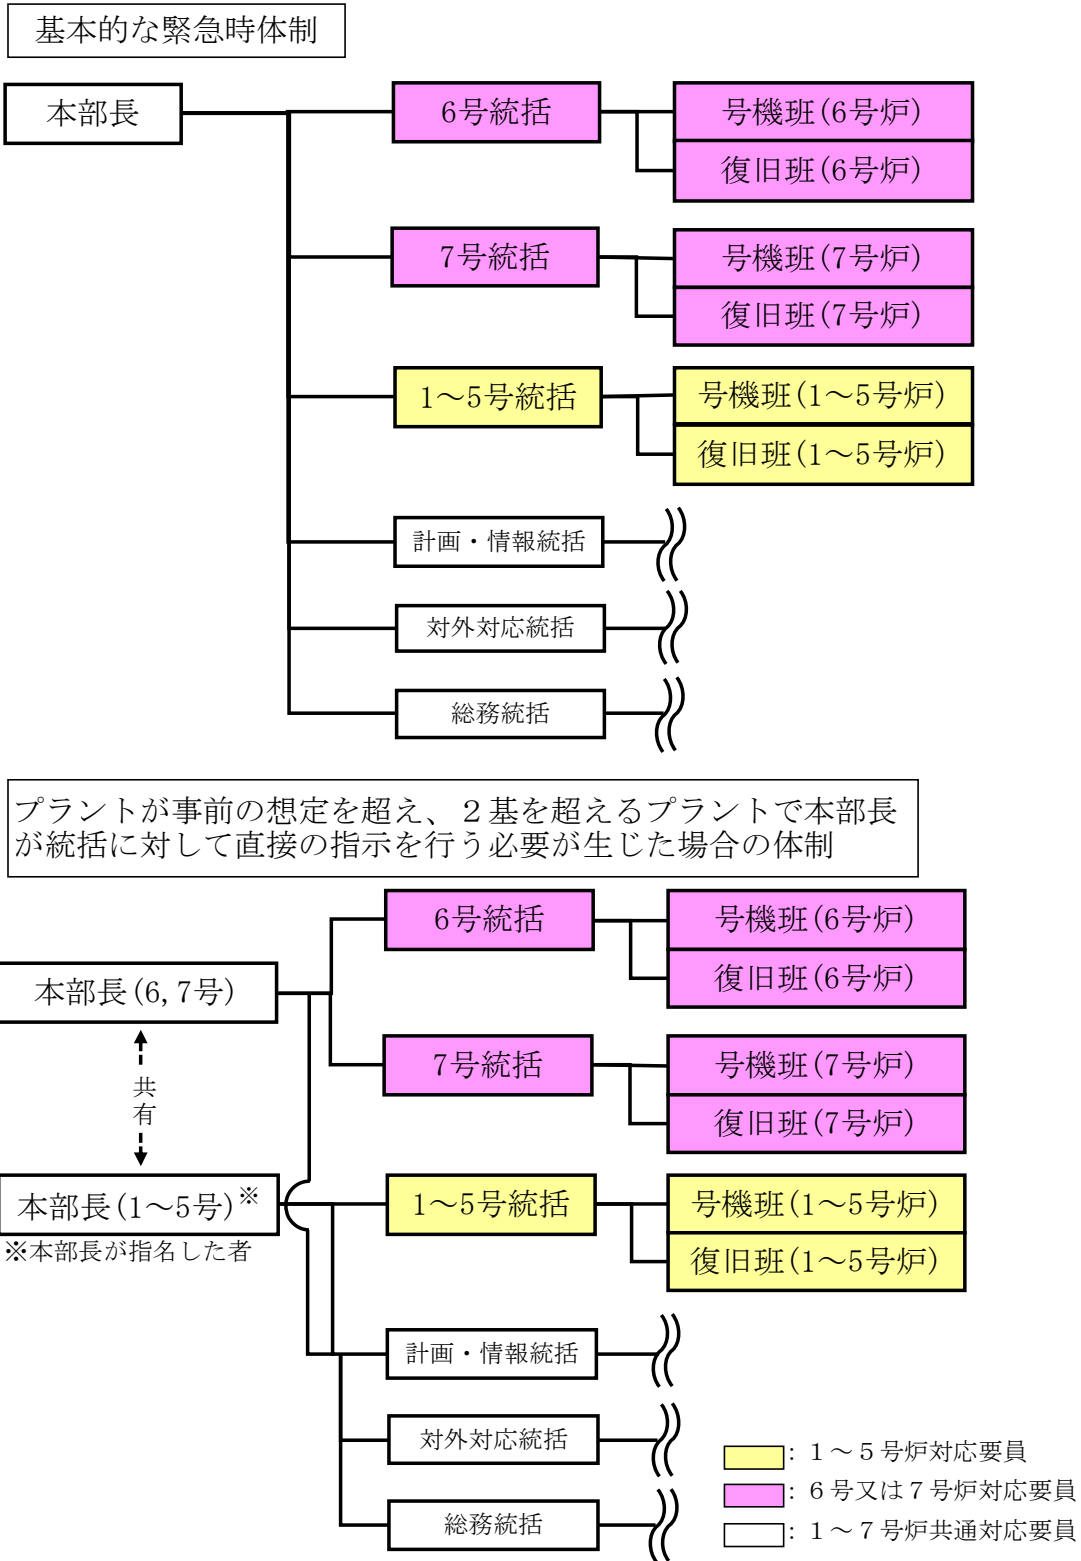 基本的な緊急時体制
本部長
6号統括
号機班(6号炉)
復旧班(6号炉)
7号統括
号機班(7号炉)
復旧班(7号炉)
1～5号統括
号機班(1～5号炉)
復旧班(1～5号炉)
計画・情報統括
対外対応統括
総務統括
プラントが事前の想定を超え、２基を超えるプラントで本部長
が統括に対して直接の指示を行う必要が生じた場合の体制
6号統括
号機班(6号炉)
復旧班(6号炉)
本部長(6,7号)
7号統括
号機班(7号炉)
復旧班(7号炉)
共
有
本部長(1～5号)※
※本部長が指名した者
1～5号統括
号機班(1～5号炉)
復旧班(1～5号炉)
計画・情報統括
対外対応統括
総務統括
：１～５号炉対応要員
：６号又は７号炉対応要員
：１～７号炉共通対応要員